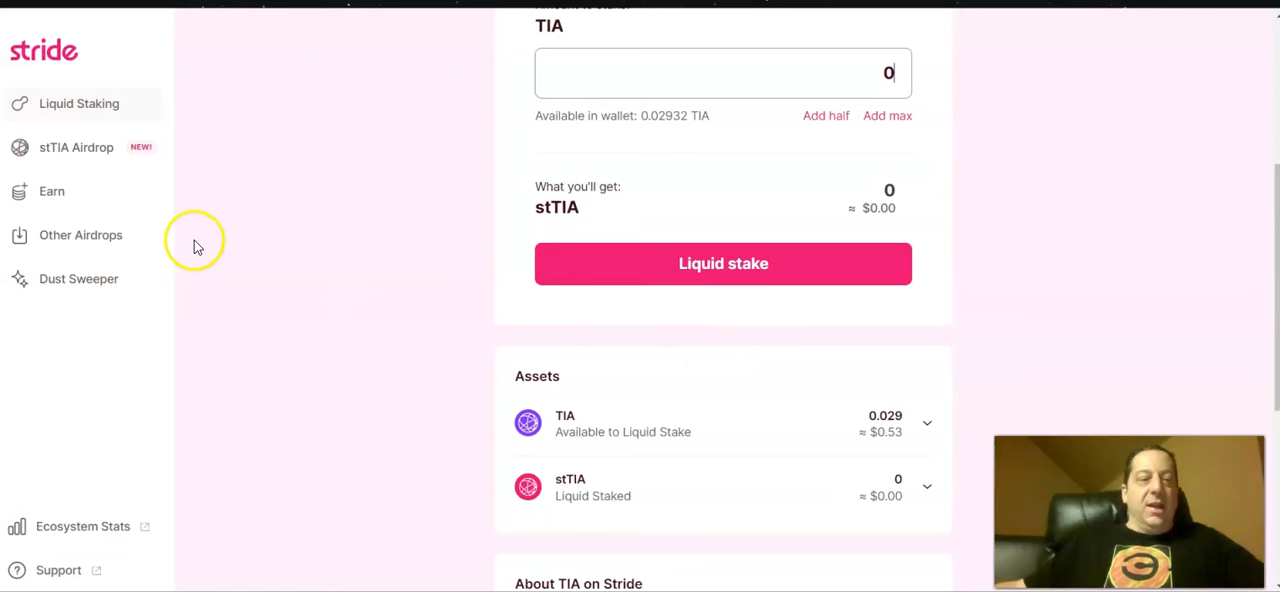 stride
Liquid Staking
stTIA Airdrop NEW!
Earn
Other Airdrops
Dust Sweeper
Ecosystem Stats
Support
TIA
0
Available in wallet: 0.02932 TIA Add half Add max
What you'll get: 0
stTIA ≈ $0.00
Liquid stake
Assets
TIA 0.029
Available to Liquid Stake ≈ $0.53
stTIA 0
Liquid Staked ≈ $0.00
About TIA on Stride